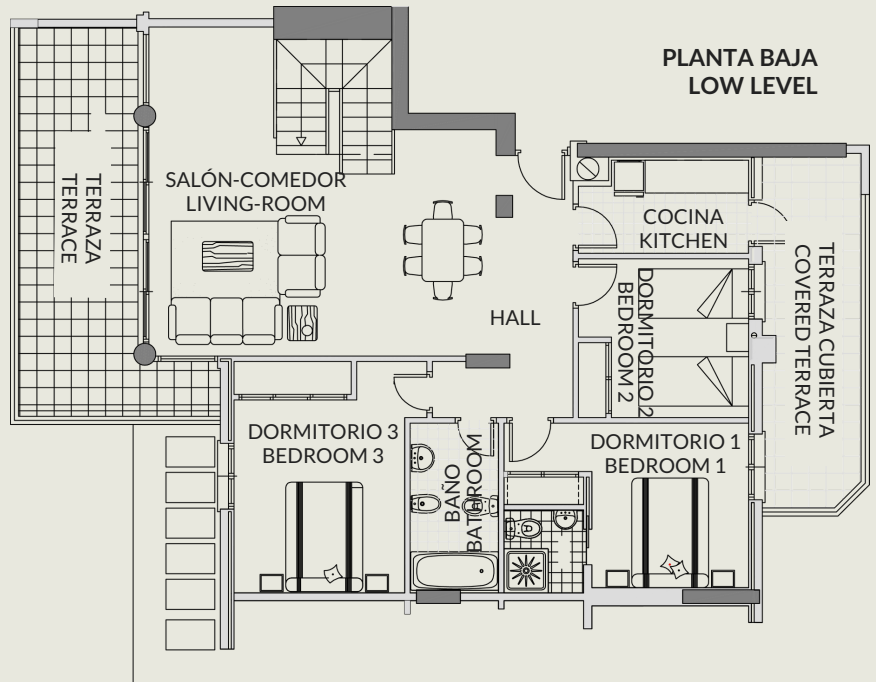 PLANTA BAJA
LOW LEVEL
TERRAZA
TERRACE
SALÓN-COMEDOR
LIVING-ROOM
COCINA
KITCHEN
TERRAZA CUBIERTA
COVERED TERRACE
HALL
DORMITORIO 2
BEDROOM 2
DORMITORIO 3
BEDROOM 3
BAÑO
BATHROOM
DORMITORIO 1
BEDROOM 1